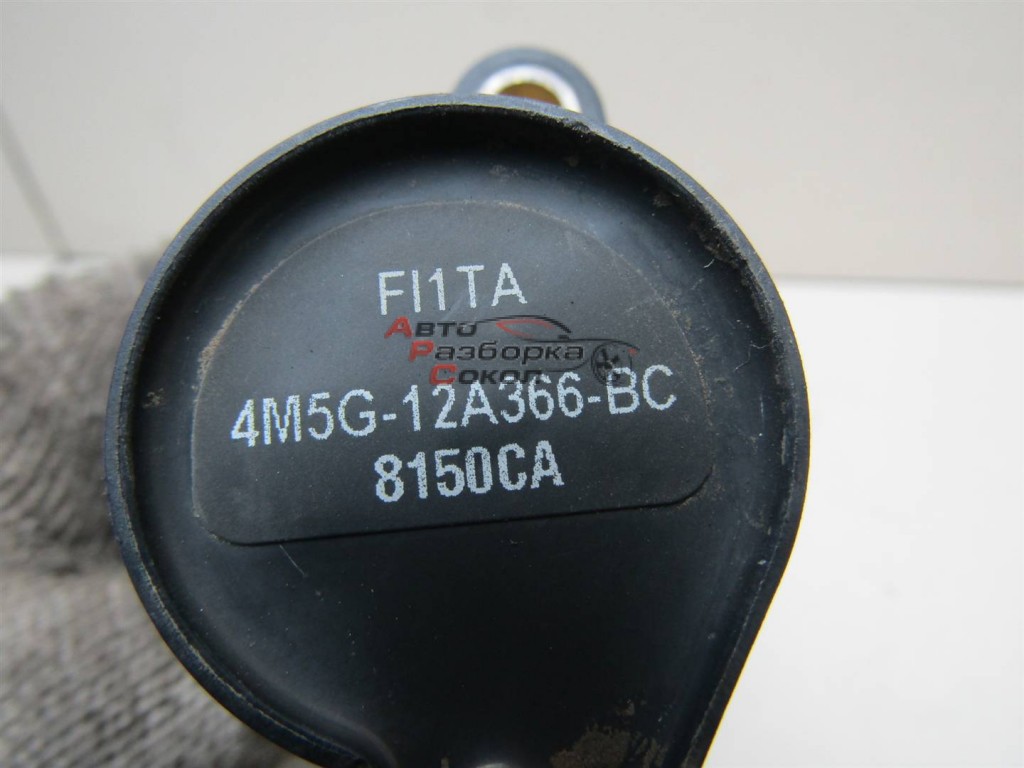 FI1TA
Авто
Разборка
Сокол
4M5G-12A366-BC
8150CA